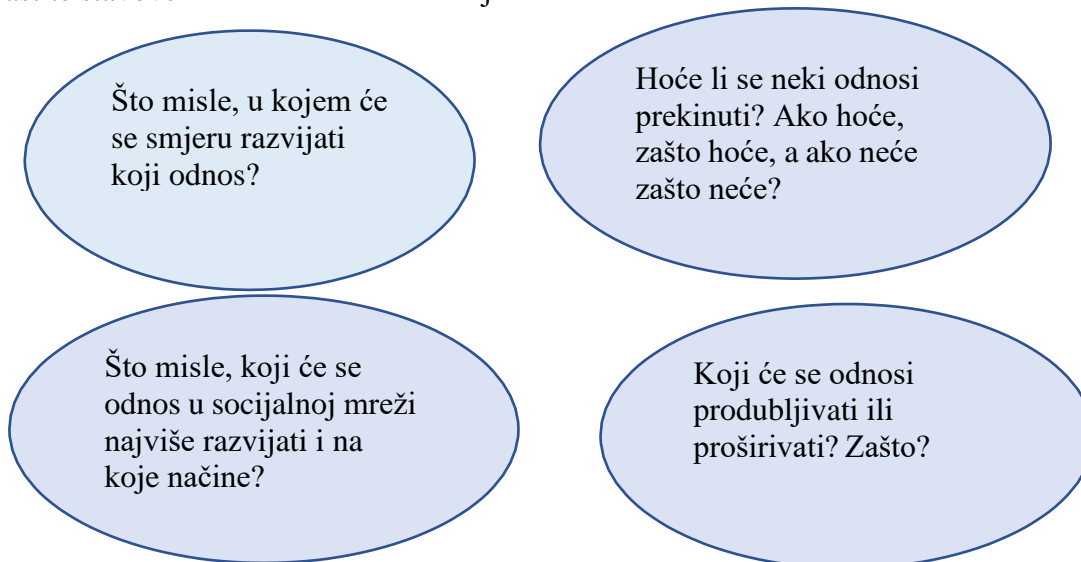 Što misle, u kojem će
se smjeru razvijati
koji odnos?
Hoće li se neki odnosi
prekinuti? Ako hoće,
zašto hoće, a ako neće
zašto neće?
Što misle, koji će se
odnos u socijalnoj mreži
najviše razvijati i na
koje načine?
Koji će se odnosi
produbljivati ili
proširivati? Zašto?